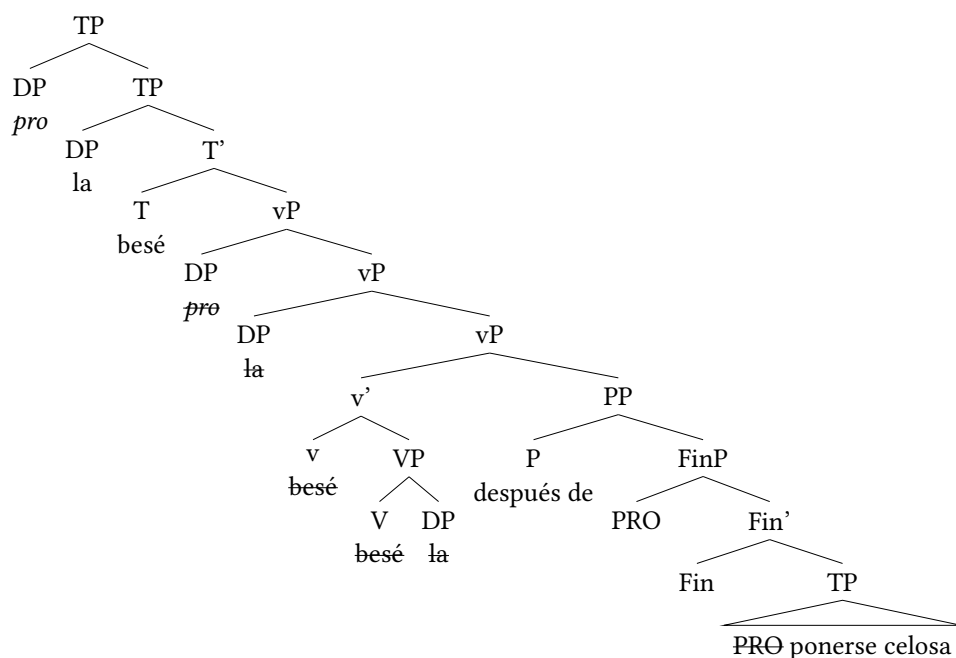 TP
DP TP
pro
DP T’
la
T vP
besé
DP vP
pro
DP vP
la
v’ PP
v VP P FinP
besé después de
V DP PRO Fin’
besé la
Fin TP
PRO ponerse celosa